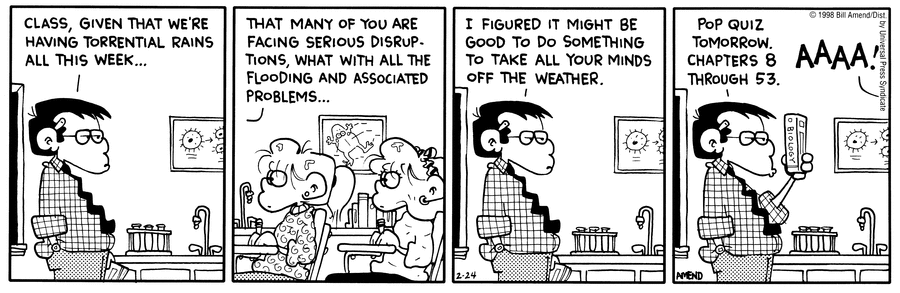 CLASS, GIVEN THAT WE'RE
HAVING TORRENTIAL RAINS
ALL THIS WEEK...
THAT MANY OF YOU ARE
FACING SERIOUS DISRUP-
TIONS, WHAT WITH ALL THE
FLOODING AND ASSOCIATED
PROBLEMS...
I FIGURED IT MIGHT BE
GOOD TO DO SOMETHING
TO TAKE ALL YOUR MINDS
OFF THE WEATHER.
2-24
POP QUIZ
TOMORROW.
CHAPTERS 8
THROUGH 53.
AAAA!
BIOLOGY
AMEND
© 1998 Bill Amend/Dist.
by Universal Press Syndicate